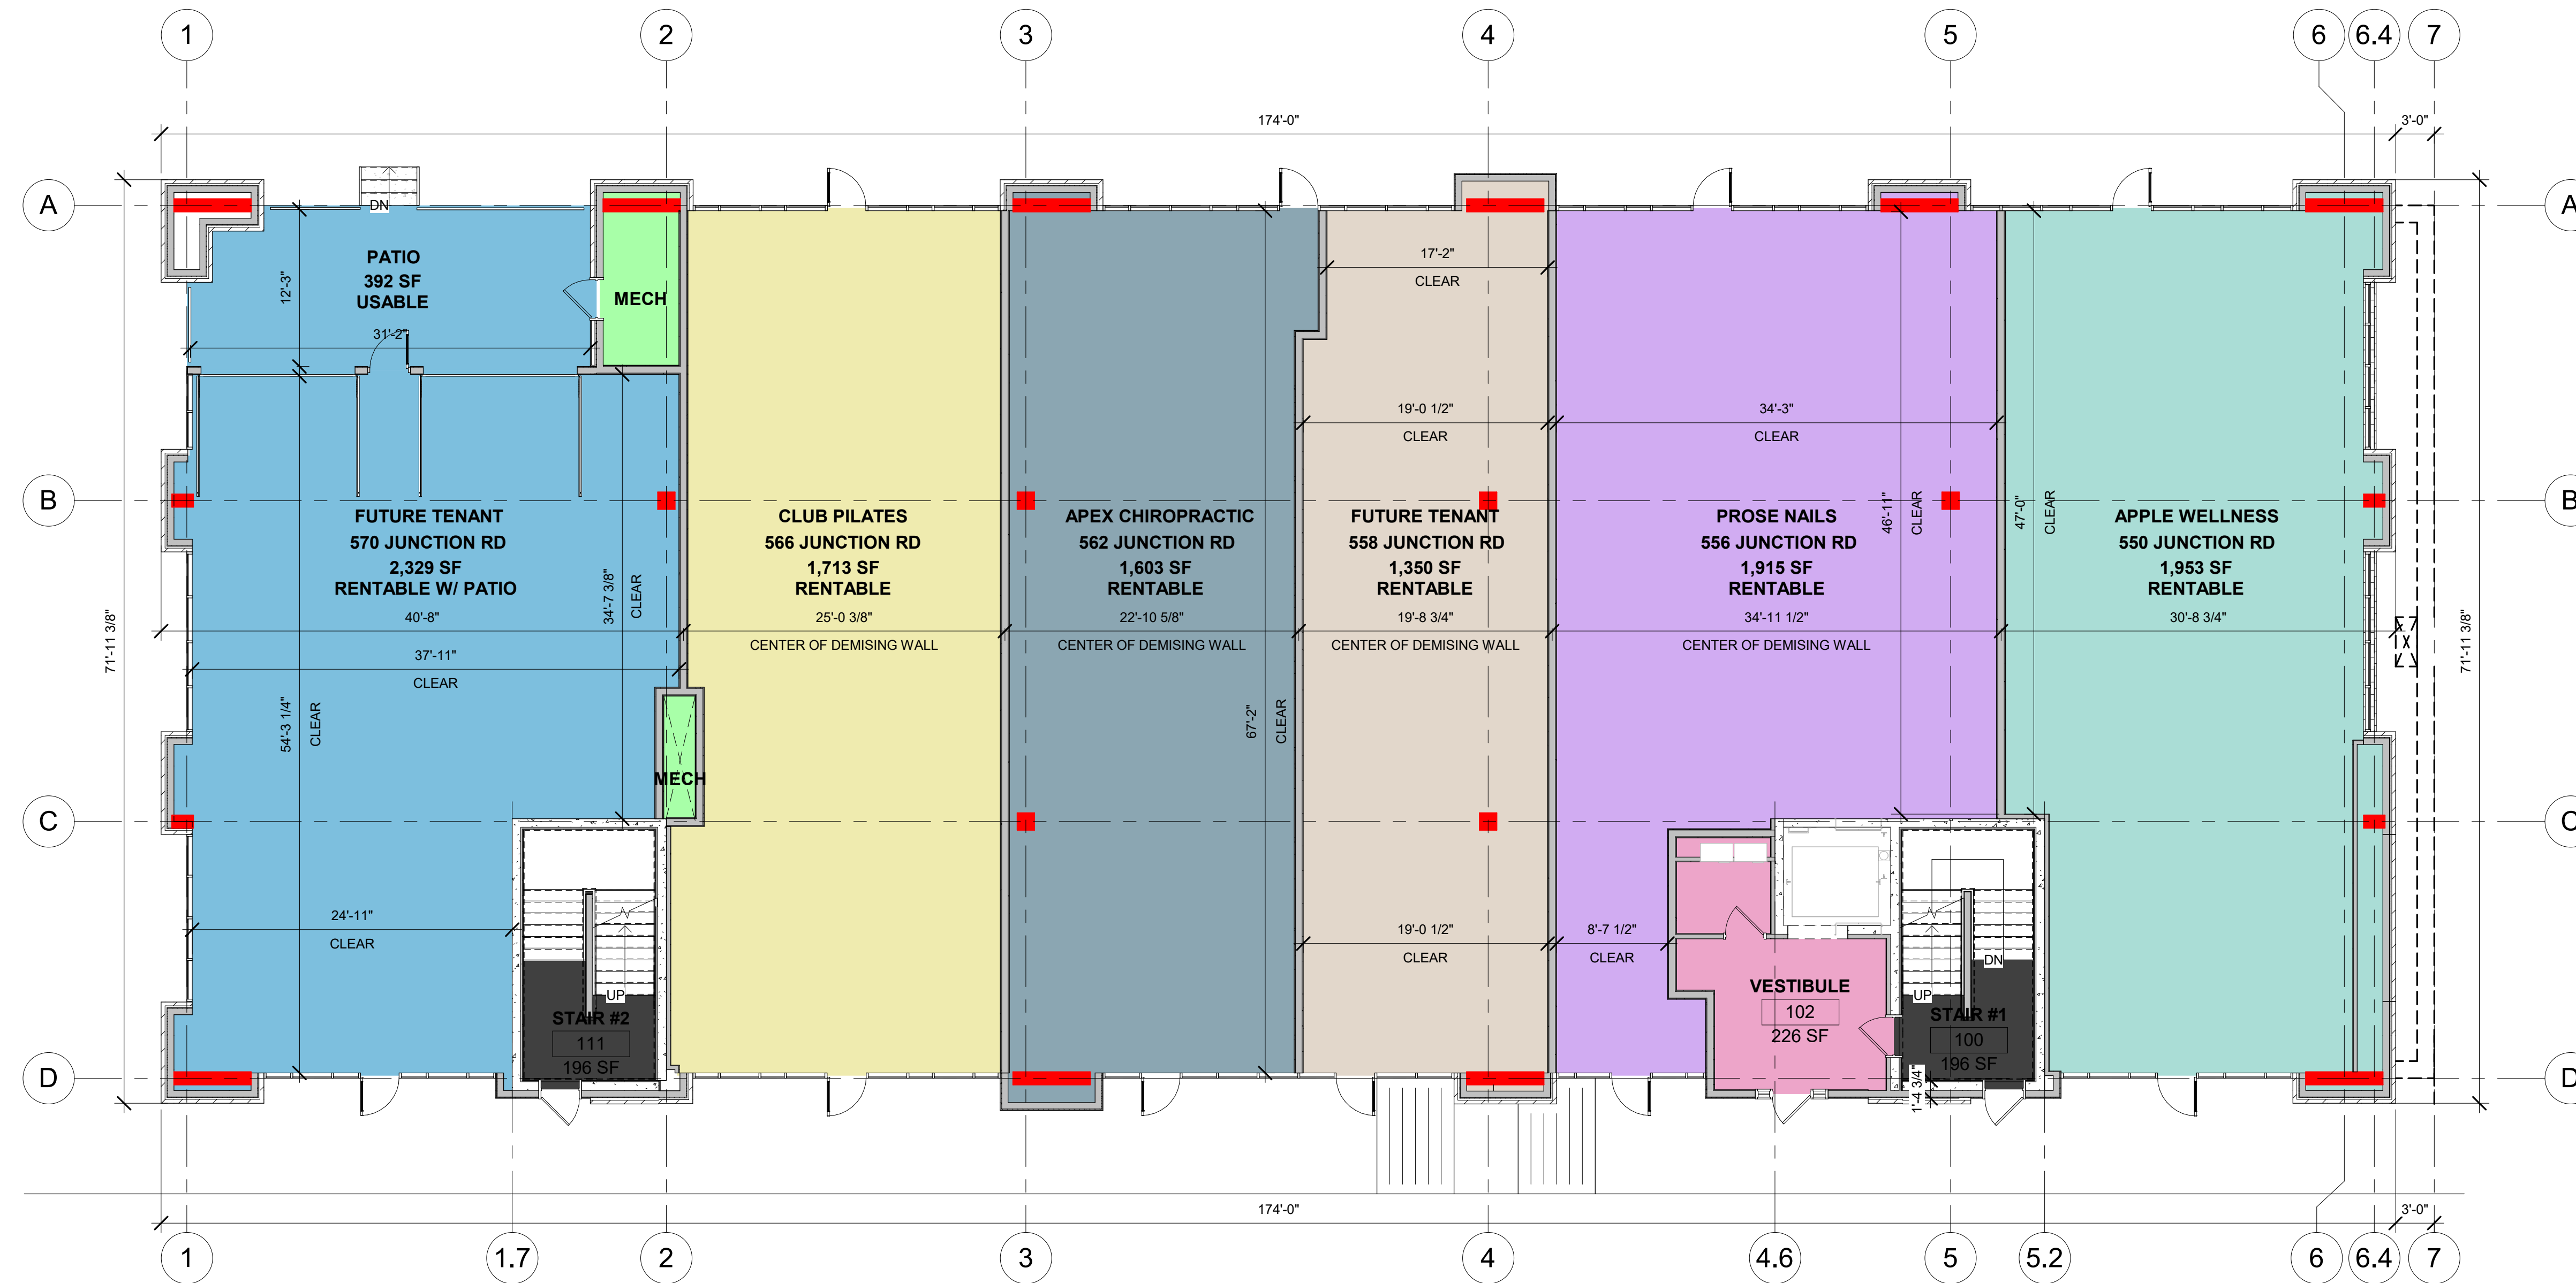 1
2
3
4
5
6
6.4
7
174'-0"
3'-0"
A
A
DN
PATIO
392 SF
USABLE
12'-3"
31'-2"
MECH
17'-2"
CLEAR
19'-0 1/2"
CLEAR
34'-3"
CLEAR
B
B
46'-11"
CLEAR
47'-0"
CLEAR
FUTURE TENANT
570 JUNCTION RD
2,329 SF
RENTABLE W/ PATIO
CLUB PILATES
566 JUNCTION RD
1,713 SF
RENTABLE
APEX CHIROPRACTIC
562 JUNCTION RD
1,603 SF
RENTABLE
FUTURE TENANT
558 JUNCTION RD
1,350 SF
RENTABLE
PROSE NAILS
556 JUNCTION RD
1,915 SF
RENTABLE
APPLE WELLNESS
550 JUNCTION RD
1,953 SF
RENTABLE
34'-7 3/8"
CLEAR
71'-11 3/8"
71'-11 3/8"
40'-8"
25'-0 3/8"
CENTER OF DEMISING WALL
22'-10 5/8"
CENTER OF DEMISING WALL
19'-8 3/4"
CENTER OF DEMISING WALL
34'-11 1/2"
CENTER OF DEMISING WALL
30'-8 3/4"
37'-11"
CLEAR
54'-3 1/4"
CLEAR
67'-2"
CLEAR
MECH
C
C
24'-11"
CLEAR
19'-0 1/2"
CLEAR
8'-7 1/2"
CLEAR
UP
STAIR #2
111
196 SF
VESTIBULE
102
226 SF
DN
UP
STAIR #1
100
196 SF
1'-4 3/4"
D
D
174'-0"
3'-0"
1
1.7
2
3
4
4.6
5
5.2
6
6.4
7